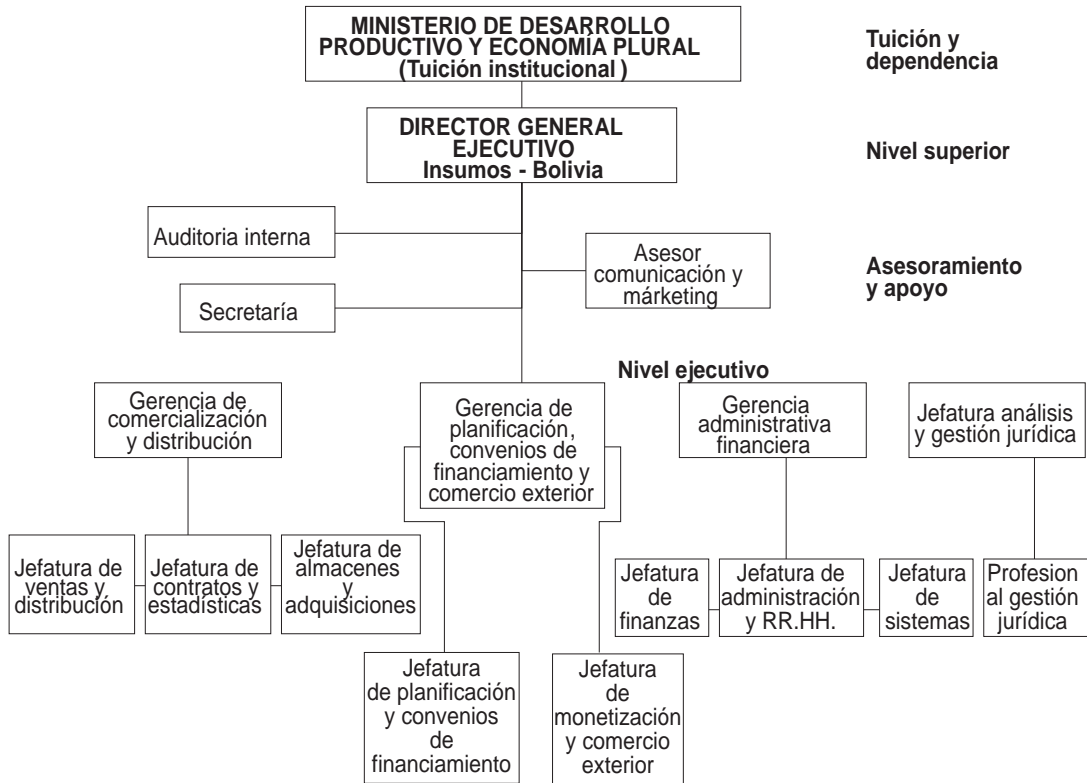 MINISTERIO DE DESARROLLO
PRODUCTIVO Y ECONOMÍA PLURAL
(Tuición institucional )
Tuición y
dependencia
DIRECTOR GENERAL
EJECUTIVO
Insumos - Bolivia
Nivel superior
Auditoria interna
Asesor
comunicación y
márketing
Asesoramiento
y apoyo
Secretaría
Nivel ejecutivo
Gerencia de
comercialización
y distribución
Gerencia de
planificación,
convenios de
financiamiento y
comercio exterior
Gerencia
administrativa
financiera
Jefatura análisis
y gestión jurídica
Jefatura de
ventas y
distribución
Jefatura de
contratos y
estadísticas
Jefatura de
almacenes
y
adquisiciones
Jefatura
de
finanzas
Jefatura de
administración
y RR.HH.
Jefatura
de
sistemas
Profesion
al gestión
jurídica
Jefatura
de planificación
y convenios
de
financiamiento
Jefatura
de
monetización
y comercio
exterior